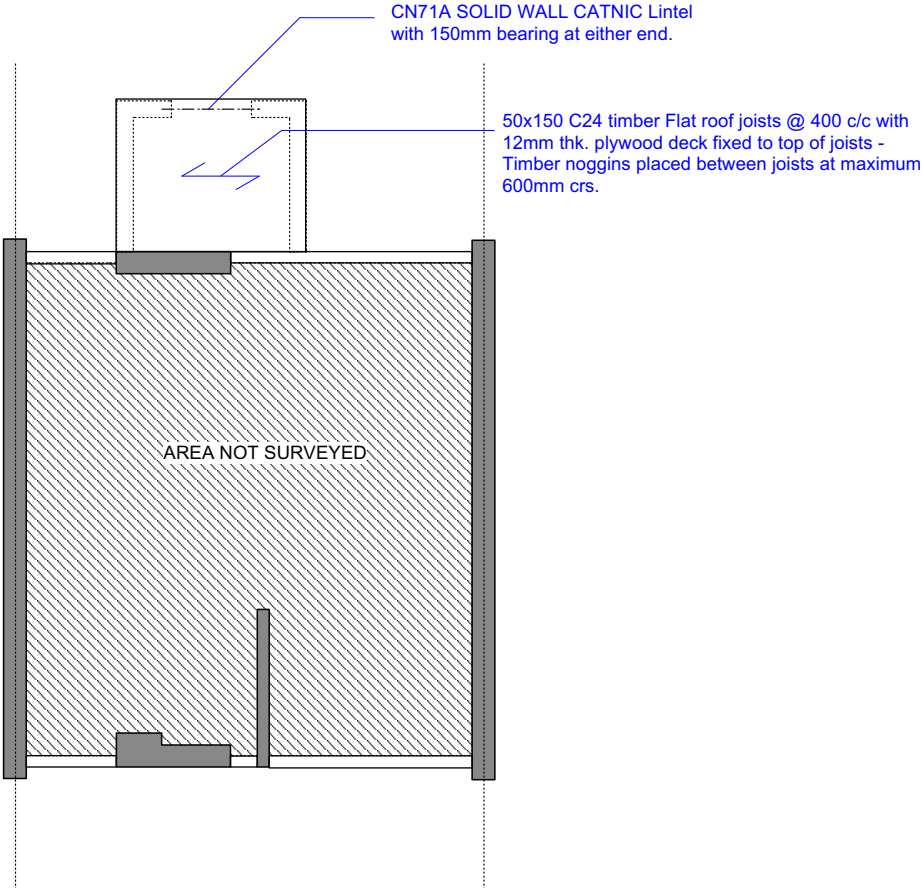 CN71A SOLID WALL CATNIC Lintel
with 150mm bearing at either end.
50x150 C24 timber Flat roof joists @ 400 c/c with
12mm thk. plywood deck fixed to top of joists -
Timber noggins placed between joists at maximum
600mm crs.
AREA NOT SURVEYED